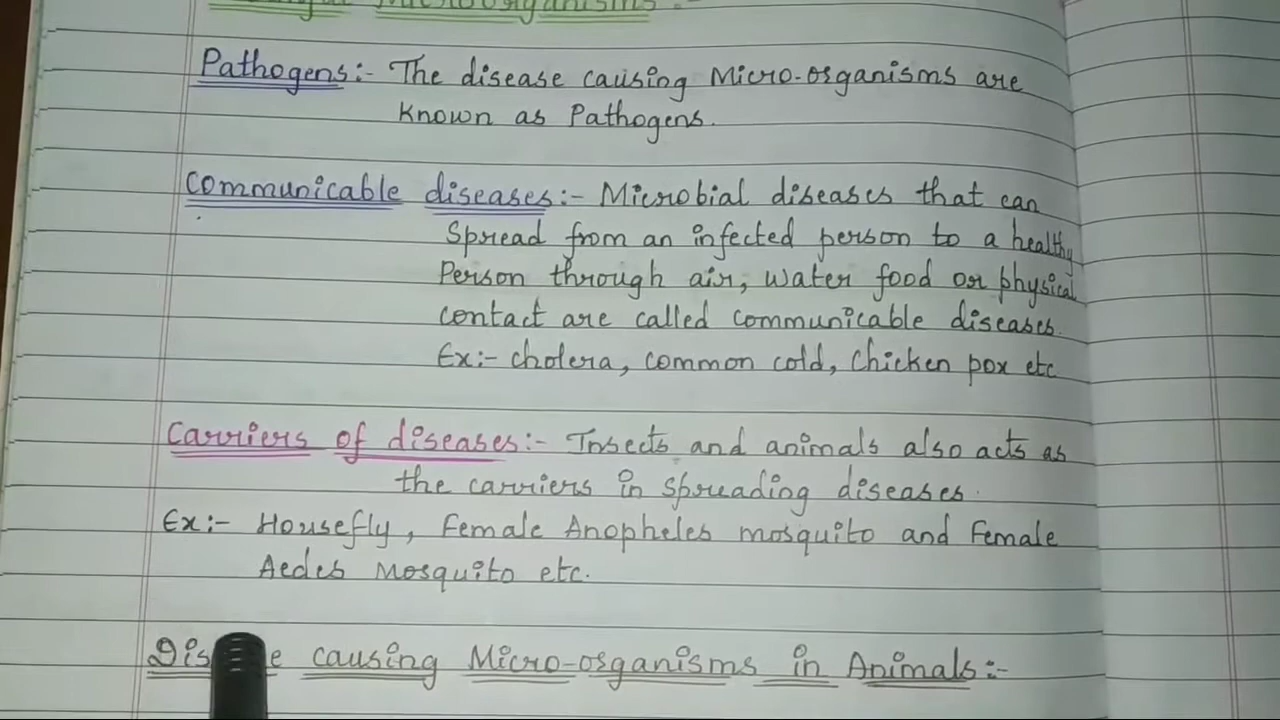 Microorganisms :-
Pathogens:- The disease causing Micro-organisms are
Known as Pathogens.
Communicable diseases:- Microbial diseases that can
Spread from an infected person to a healthy
Person through air, water food or physical
contact are called communicable diseases.
Ex:- cholera, common cold, chicken pox etc
Carriers of diseases:- Insects and animals also acts as
the carriers in spreading diseases.
Ex:- Housefly, Female Anopheles mosquito and Female
Aedes Mosquito etc.
causing Micro-organisms in Animals:-